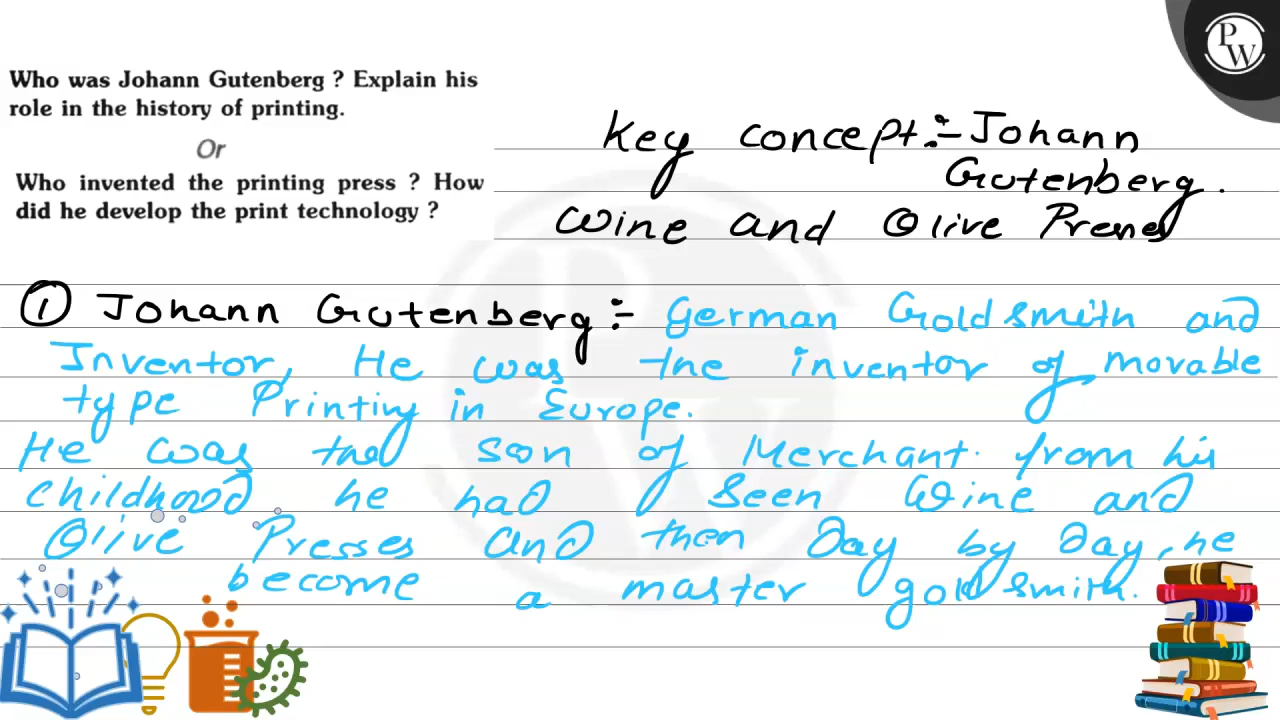 PW
Who was Johann Gutenberg ? Explain his
role in the history of printing.
Or
Who invented the printing press ? How
did he develop the print technology ?
Key concept :- Johann
Gutenberg.
Wine and Olive Presses
① Johann Gutenberg :- German Goldsmith and
Inventor, He was the inventor of movable
type Printing in Europe.
He was the son of Merchant. from his
childhood he had seen wine and
Olive Presses and then day by day, he
become a master goldsmith.